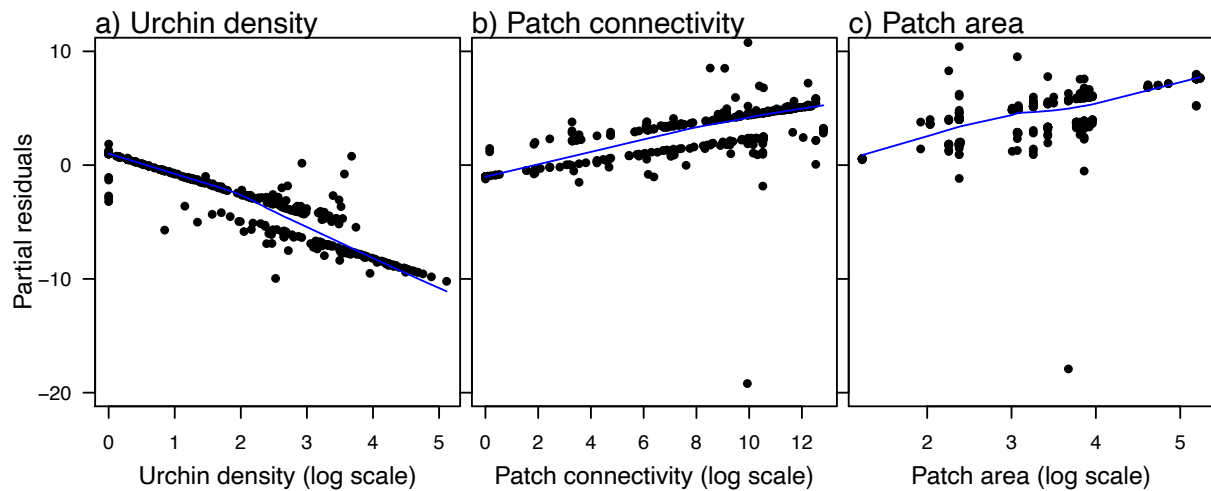 a) Urchin density
b) Patch connectivity
c) Patch area
Partial residuals
10
0
−10
−20
0 1 2 3 4 5
0 2 4 6 8 10 12
2 3 4 5
Urchin density (log scale)
Patch connectivity (log scale)
Patch area (log scale)